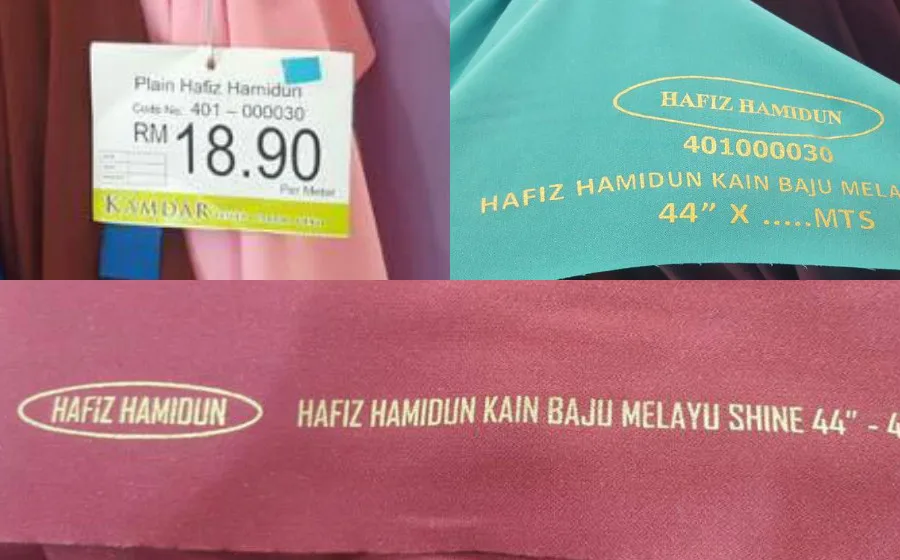 Plain Hafiz Hamidun
Code No. 401 – 000030
RM 18.90
Per Meter
KAMDAR
HAFIZ HAMIDUN
401000030
HAFIZ HAMIDUN KAIN BAJU MELA
44” X .....MTS
HAFIZ HAMIDUN
HAFIZ HAMIDUN KAIN BAJU MELAYU SHINE 44" - 4